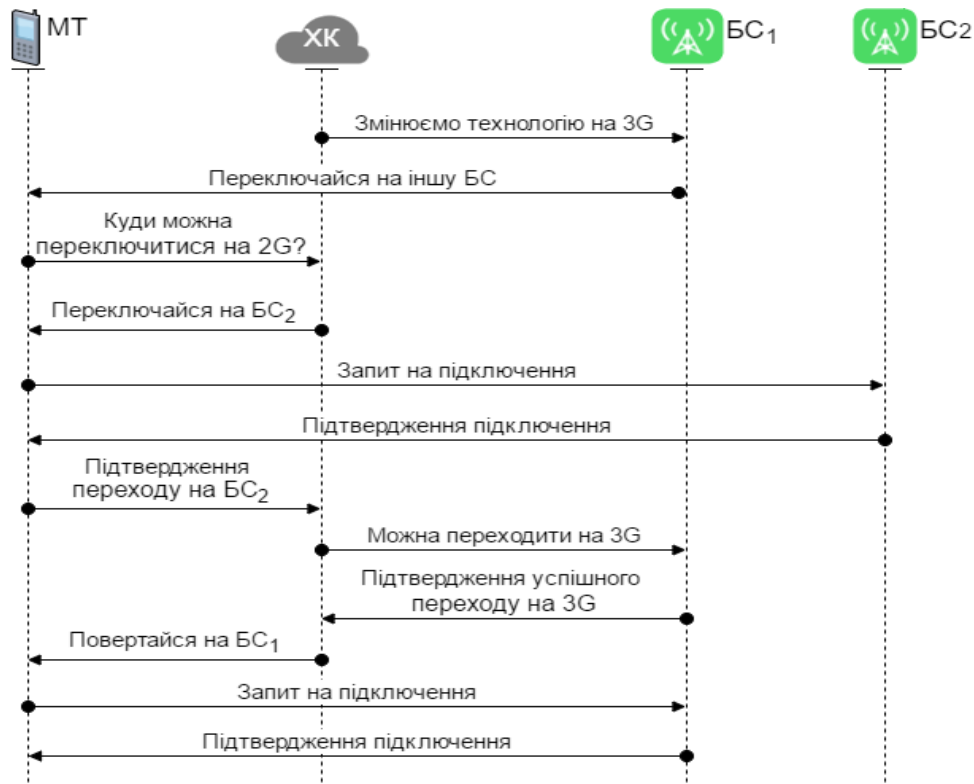 МТ
ХК
БС1
БС2
Змінюємо технологію на 3G
Переключайся на іншу БС
Куди можна
переключитися на 2G?
Переключайся на БС2
Запит на підключення
Підтвердження підключення
Підтвердження
переходу на БС2
Можна переходити на 3G
Підтвердження успішного
переходу на 3G
Повертайся на БС1
Запит на підключення
Підтвердження підключення